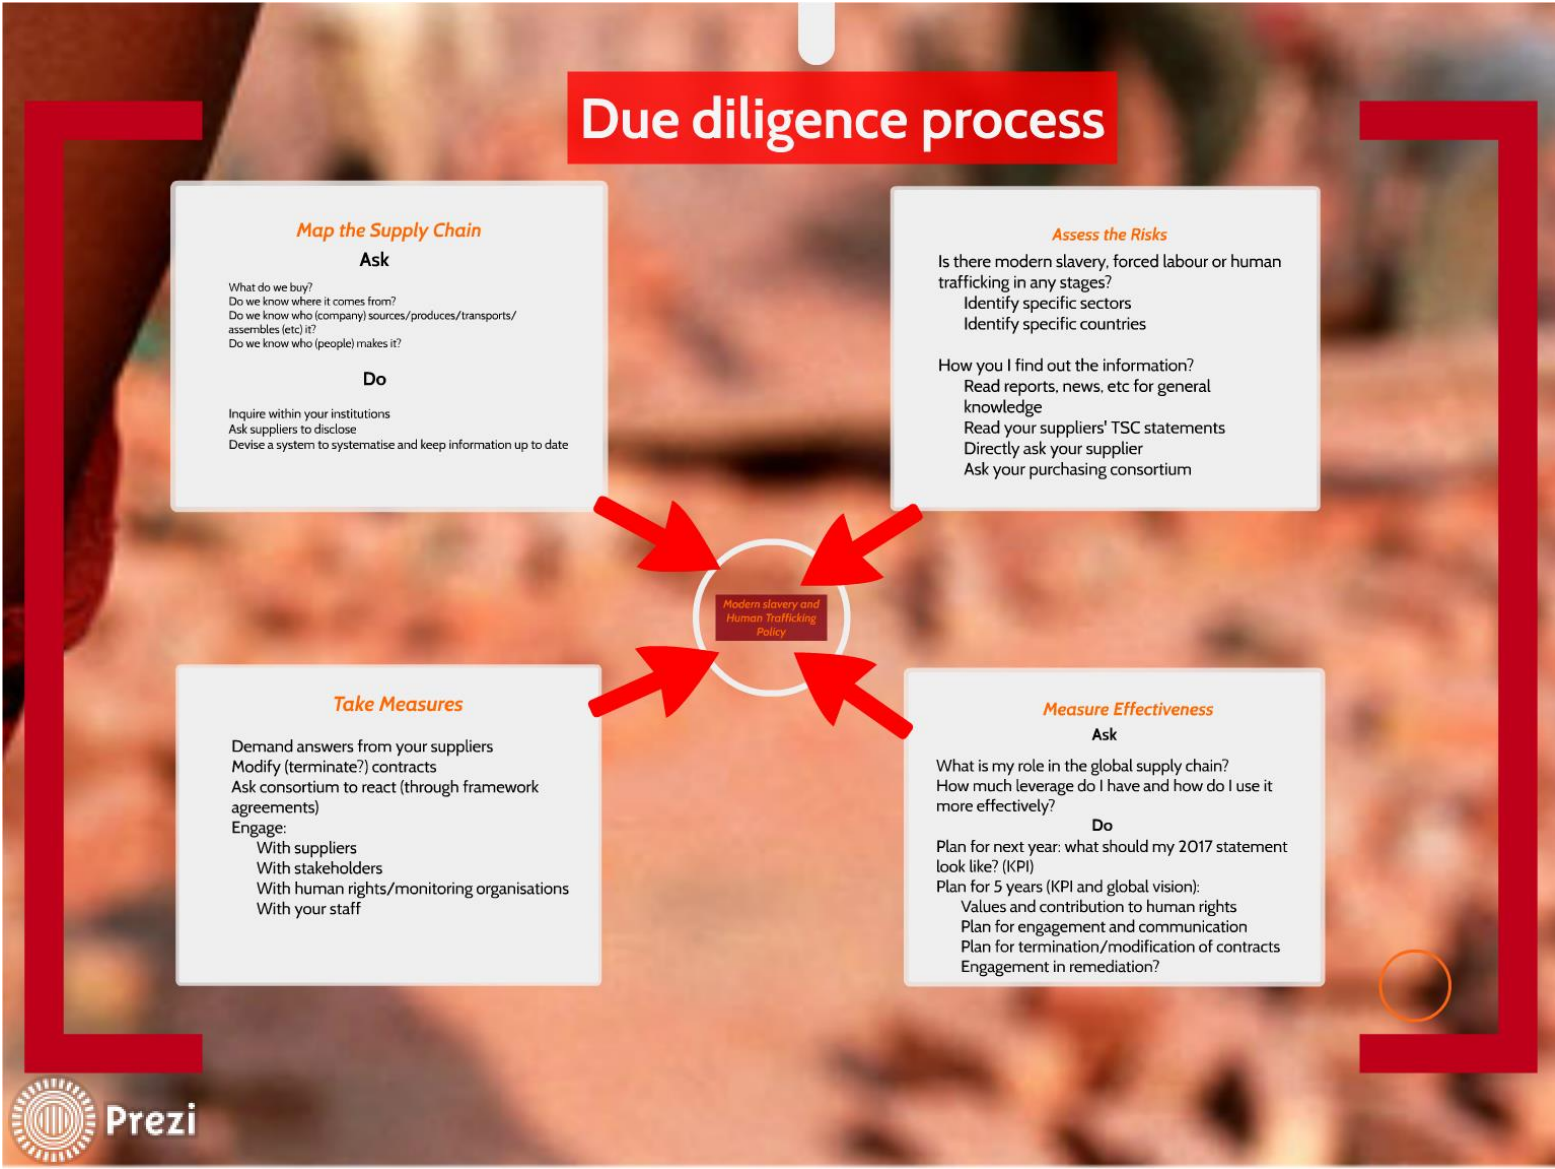 Due diligence process
Map the Supply Chain
Ask
What do we buy?
Do we know where it comes from?
Do we know who (company) sources/produces/transports/
assembles (etc) it?
Do we know who (people) makes it?
Do
Inquire within your institutions
Ask suppliers to disclose
Devise a system to systematise and keep information up to date
Assess the Risks
Is there modern slavery, forced labour or human
trafficking in any stages?
Identify specific sectors
Identify specific countries
How you I find out the information?
Read reports, news, etc for general
knowledge
Read your suppliers' TSC statements
Directly ask your supplier
Ask your purchasing consortium
Modern slavery and
Human Trafficking
Policy
Take Measures
Demand answers from your suppliers
Modify (terminate?) contracts
Ask consortium to react (through framework
agreements)
Engage:
With suppliers
With stakeholders
With human rights/monitoring organisations
With your staff
Measure Effectiveness
Ask
What is my role in the global supply chain?
How much leverage do I have and how do I use it
more effectively?
Do
Plan for next year: what should my 2017 statement
look like? (KPI)
Plan for 5 years (KPI and global vision):
Values and contribution to human rights
Plan for engagement and communication
Plan for termination/modification of contracts
Engagement in remediation?
Prezi